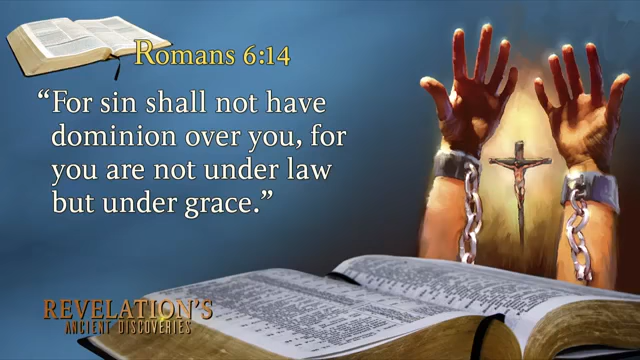 Romans 6:14
“For sin shall not have
dominion over you, for
you are not under law
but under grace.”
REVELATION'S
ANCIENT DISCOVERIES